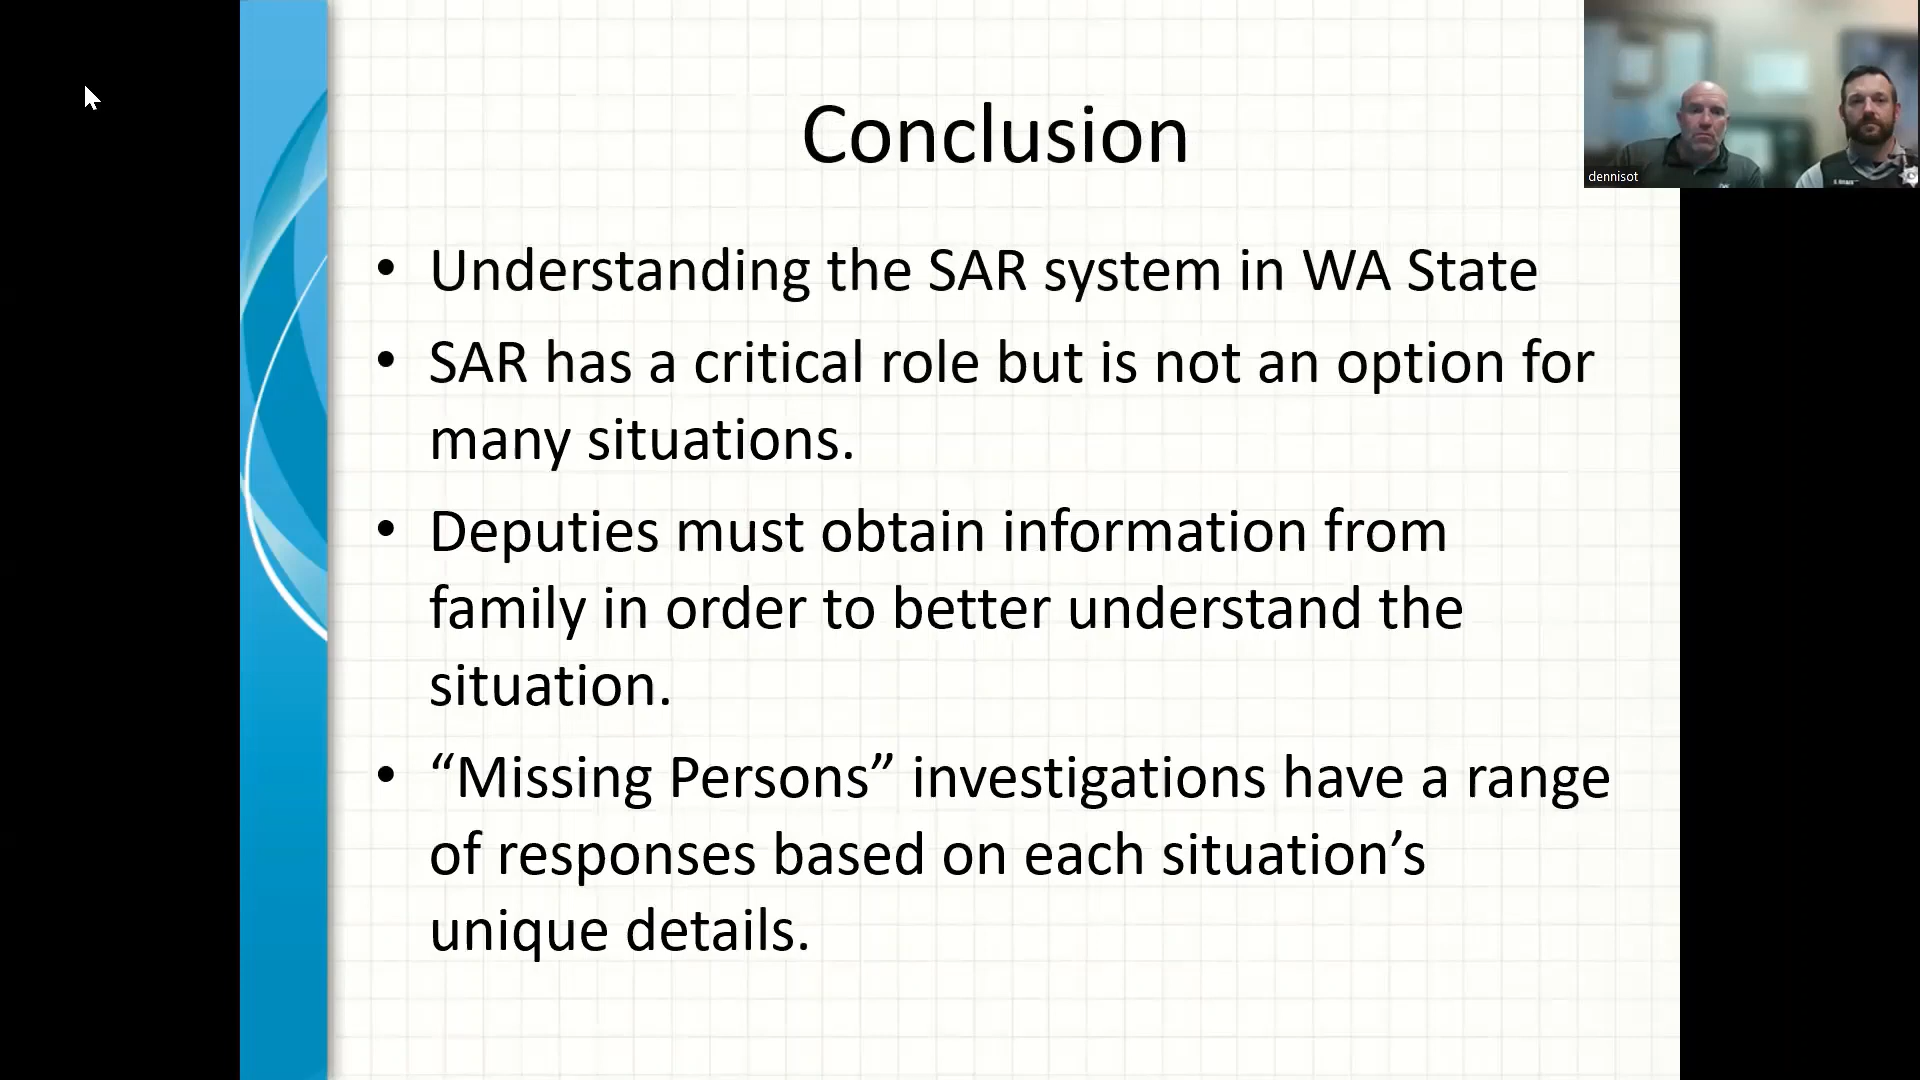 Conclusion
• Understanding the SAR system in WA State
• SAR has a critical role but is not an option for
many situations.
• Deputies must obtain information from
family in order to better understand the
situation.
• “Missing Persons” investigations have a range
of responses based on each situation’s
unique details.
dennisot